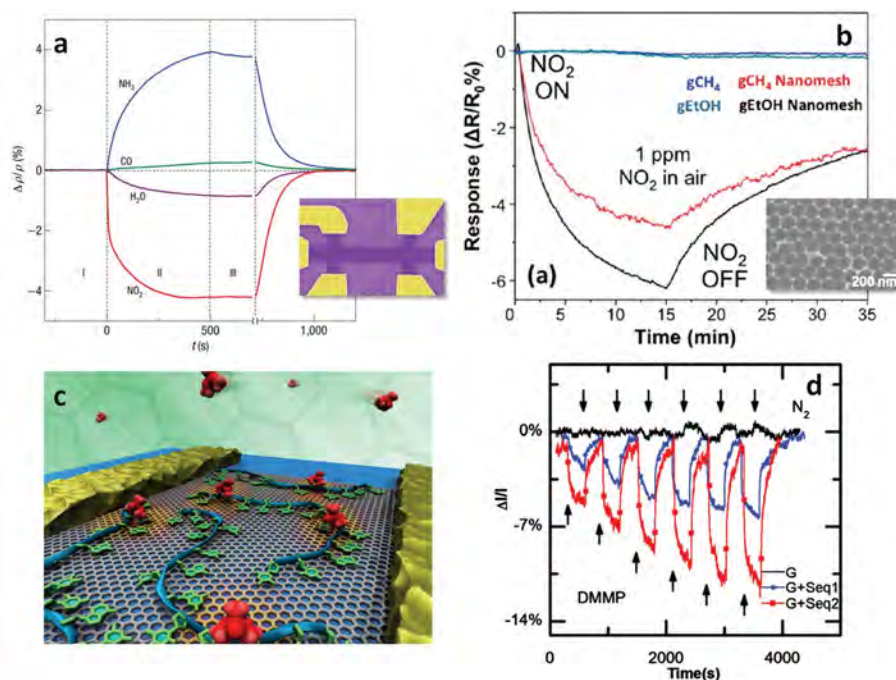 a
4
2
0
−2
−4
Δρ/ρ (%)
NH₃
CO
H₂O
NO₂
I
II
III
0
500
1,000
t (s)
b
0
-2
-4
-6
Response (ΔR/R₀%)
NO₂
ON
gCH₄ gCH₄ Nanomesh
gEtOH gEtOH Nanomesh
1 ppm
NO₂ in air
(a)
NO₂
OFF
200 nm
0 5 10 15 20 25 30 35
Time (min)
c
d
N₂
0%
-7%
-14%
ΔI/I
DMMP
G
G+Seq1
G+Seq2
0 2000 4000
Time(s)